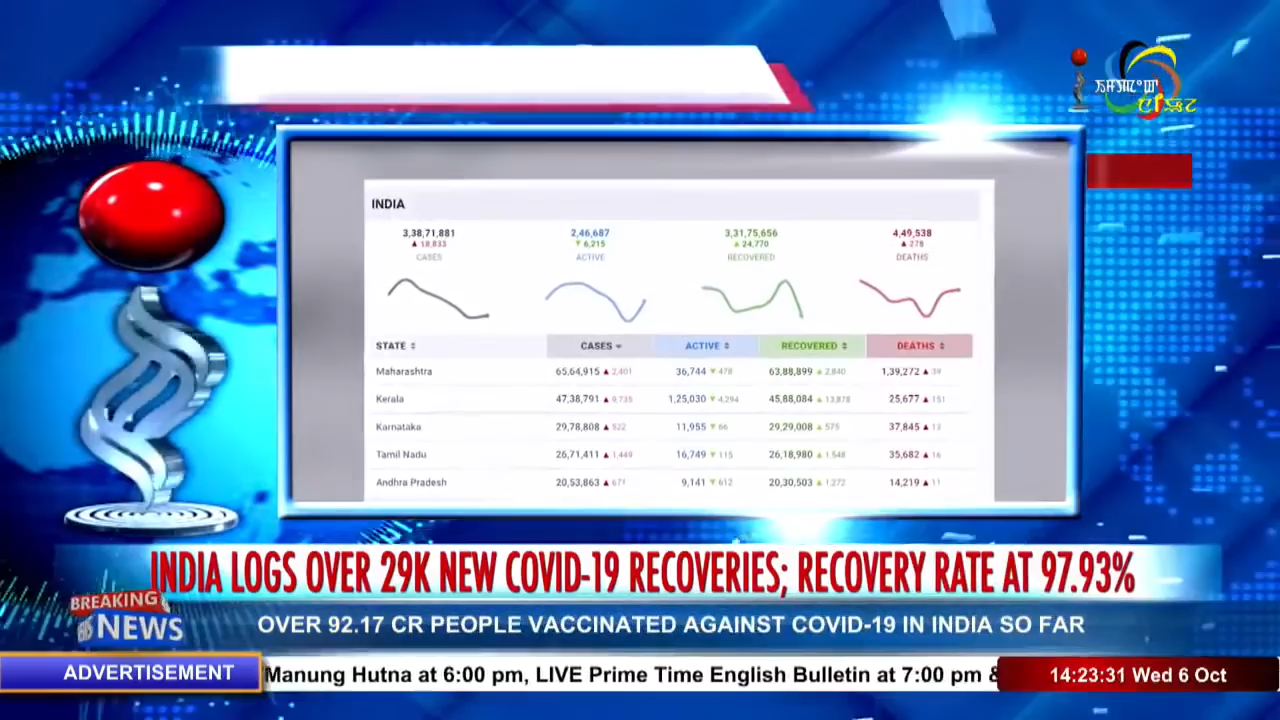 INDIA
3,38,71,881 2,46,687 3,31,75,656 4,49,538
▲ 18,833 ▼ 6,215 ▲ 24,770 ▲ 278
CASES ACTIVE RECOVERED DEATHS
STATE CASES ACTIVE RECOVERED DEATHS
Maharashtra 65,64,915 ▲ 2,401 36,744 ▼ 478 63,88,899 ▲ 2,840 1,39,272 ▲ 39
Kerala 47,38,791 ▲ 9,735 1,25,030 ▼ 4,294 45,88,084 ▲ 13,878 25,677 ▲ 151
Karnataka 29,78,808 ▲ 522 11,955 ▼ 66 29,29,008 ▲ 575 37,845 ▲ 13
Tamil Nadu 26,71,411 ▲ 1,449 16,749 ▼ 115 26,18,980 ▲ 1,548 35,682 ▲ 16
Andhra Pradesh 20,53,863 ▲ 671 9,141 ▼ 612 20,30,503 ▲ 1,272 14,219 ▲ 11
INDIA LOGS OVER 29K NEW COVID-19 RECOVERIES; RECOVERY RATE AT 97.93%
BREAKING
NEWS
OVER 92.17 CR PEOPLE VACCINATED AGAINST COVID-19 IN INDIA SO FAR
ADVERTISEMENT Manung Hutna at 6:00 pm, LIVE Prime Time English Bulletin at 7:00 pm & 14:23:31 Wed 6 Oct